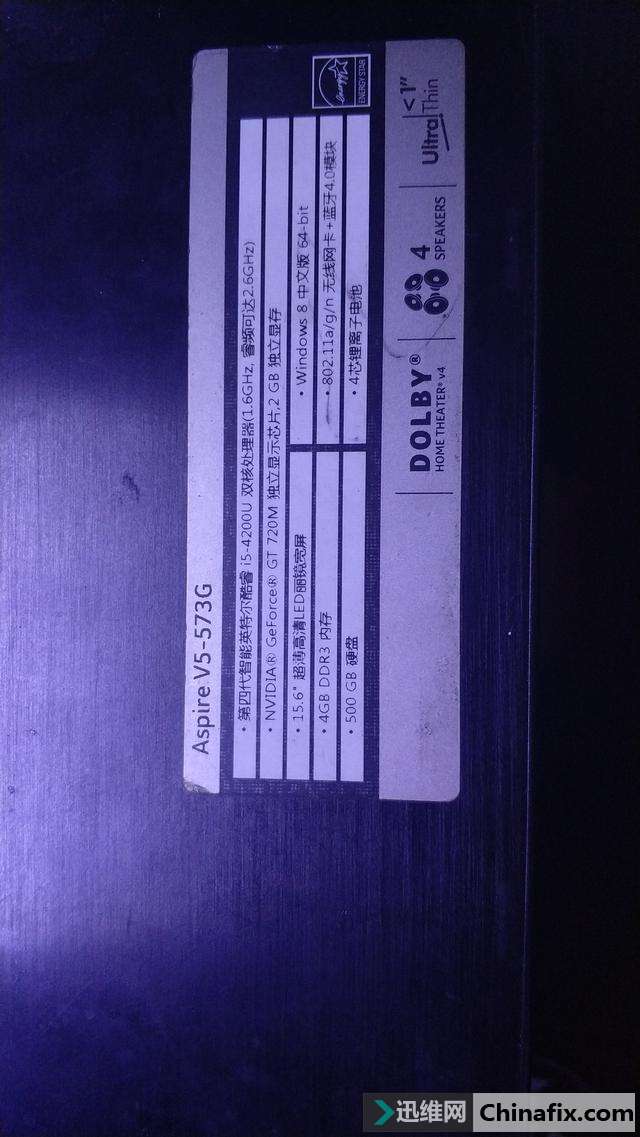 Aspire V5-573G
energy
ENERGY STAR
• 第四代智能英特尔酷睿 i5-4200U 双核处理器(1.6GHz, 睿频可达2.6GHz)
• NVIDIA® GeForce® GT 720M 独立显示芯片,2 GB 独立显存
• 15.6" 超薄高清LED丽镜宽屏
• Windows 8 中文版 64-bit
• 4GB DDR3 内存
• 802.11a/g/n 无线网卡+蓝牙4.0模块
• 500 GB 硬盘
• 4芯锂离子电池
DOLBY®
HOME THEATER® v4
4
SPEAKERS
<1"
Ultra Thin
迅维网 Chinafix.com